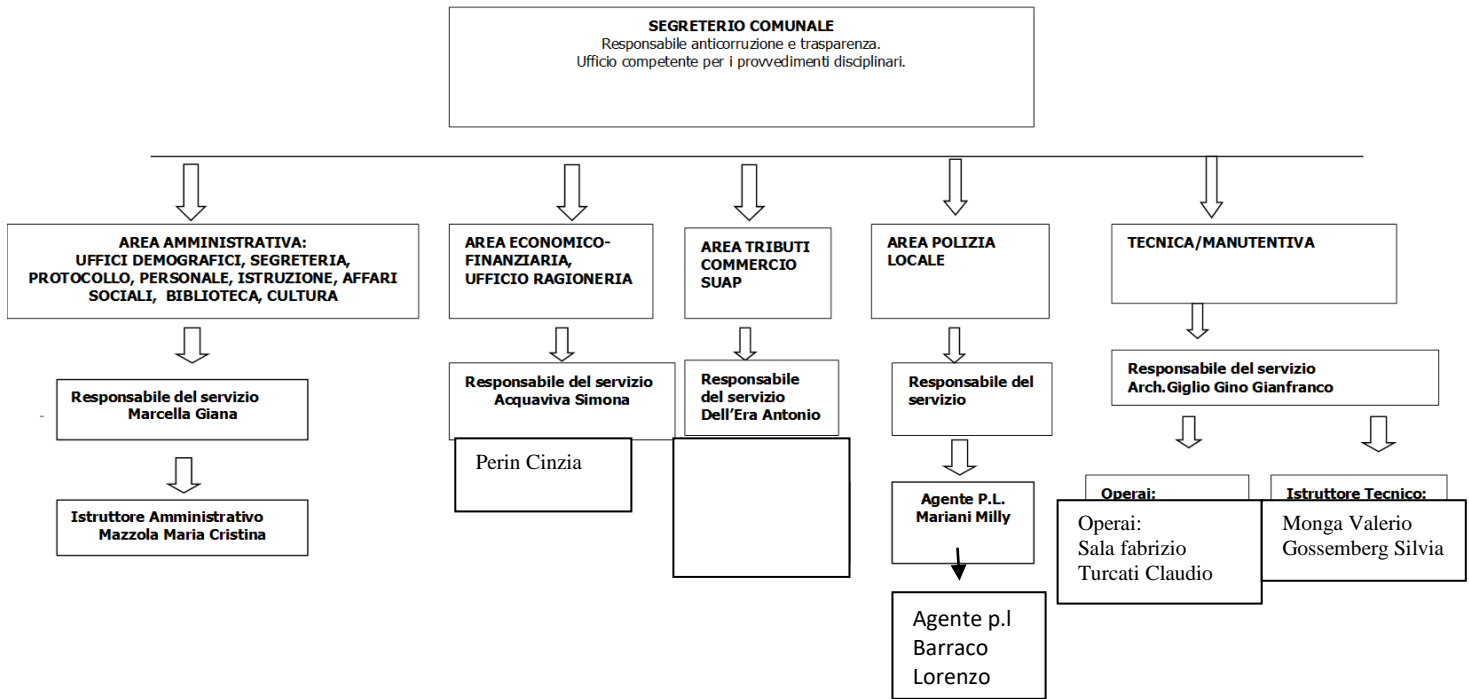 SEGRETERIO COMUNALE
Responsabile anticorruzione e trasparenza.
Ufficio competente per i provvedimenti disciplinari.
AREA AMMINISTRATIVA:
UFFICI DEMOGRAFICI, SEGRETERIA,
PROTOCOLLO, PERSONALE, ISTRUZIONE, AFFARI
SOCIALI, BIBLIOTECA, CULTURA
Responsabile del servizio
Marcella Giana
Istruttore Amministrativo
Mazzola Maria Cristina
AREA ECONOMICO-
FINANZIARIA,
UFFICIO RAGIONERIA
Responsabile del servizio
Acquaviva Simona
Perin Cinzia
AREA TRIBUTI
COMMERCIO
SUAP
Responsabile
del servizio
Dell'Era Antonio
AREA POLIZIA
LOCALE
Responsabile del
servizio
Agente P.L.
Mariani Milly
Agente p.l
Barraco
Lorenzo
TECNICA/MANUTENTIVA
Responsabile del servizio
Arch.Giglio Gino Gianfranco
Operai:
Operai:
Sala fabrizio
Turcati Claudio
Istruttore Tecnico:
Monga Valerio
Gossemberg Silvia